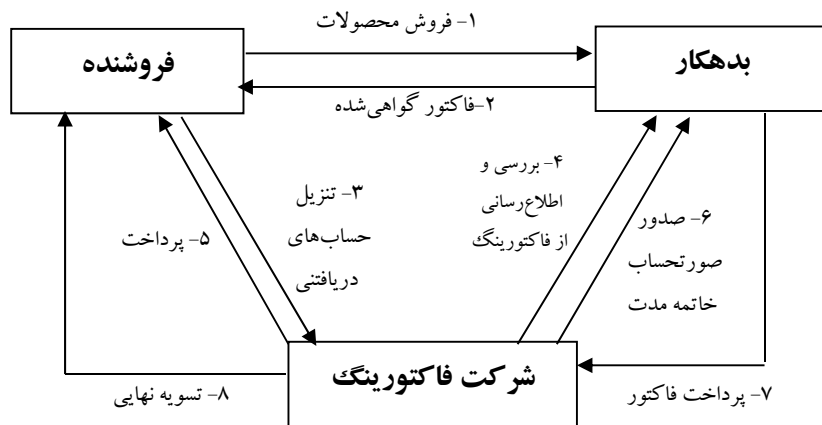 ۱- فروش محصولات
فروشنده
بدهکار
۲-فاکتور گواهی‌شده
۳- تنزیل
حساب‌های
دریافتنی
۴- بررسی و
اطلاع‌رسانی
از فاکتورینگ
۵- پرداخت
۶- صدور
صورتحساب
خاتمه مدت
شرکت فاکتورینگ
۷- پرداخت فاکتور
۸- تسویه نهایی